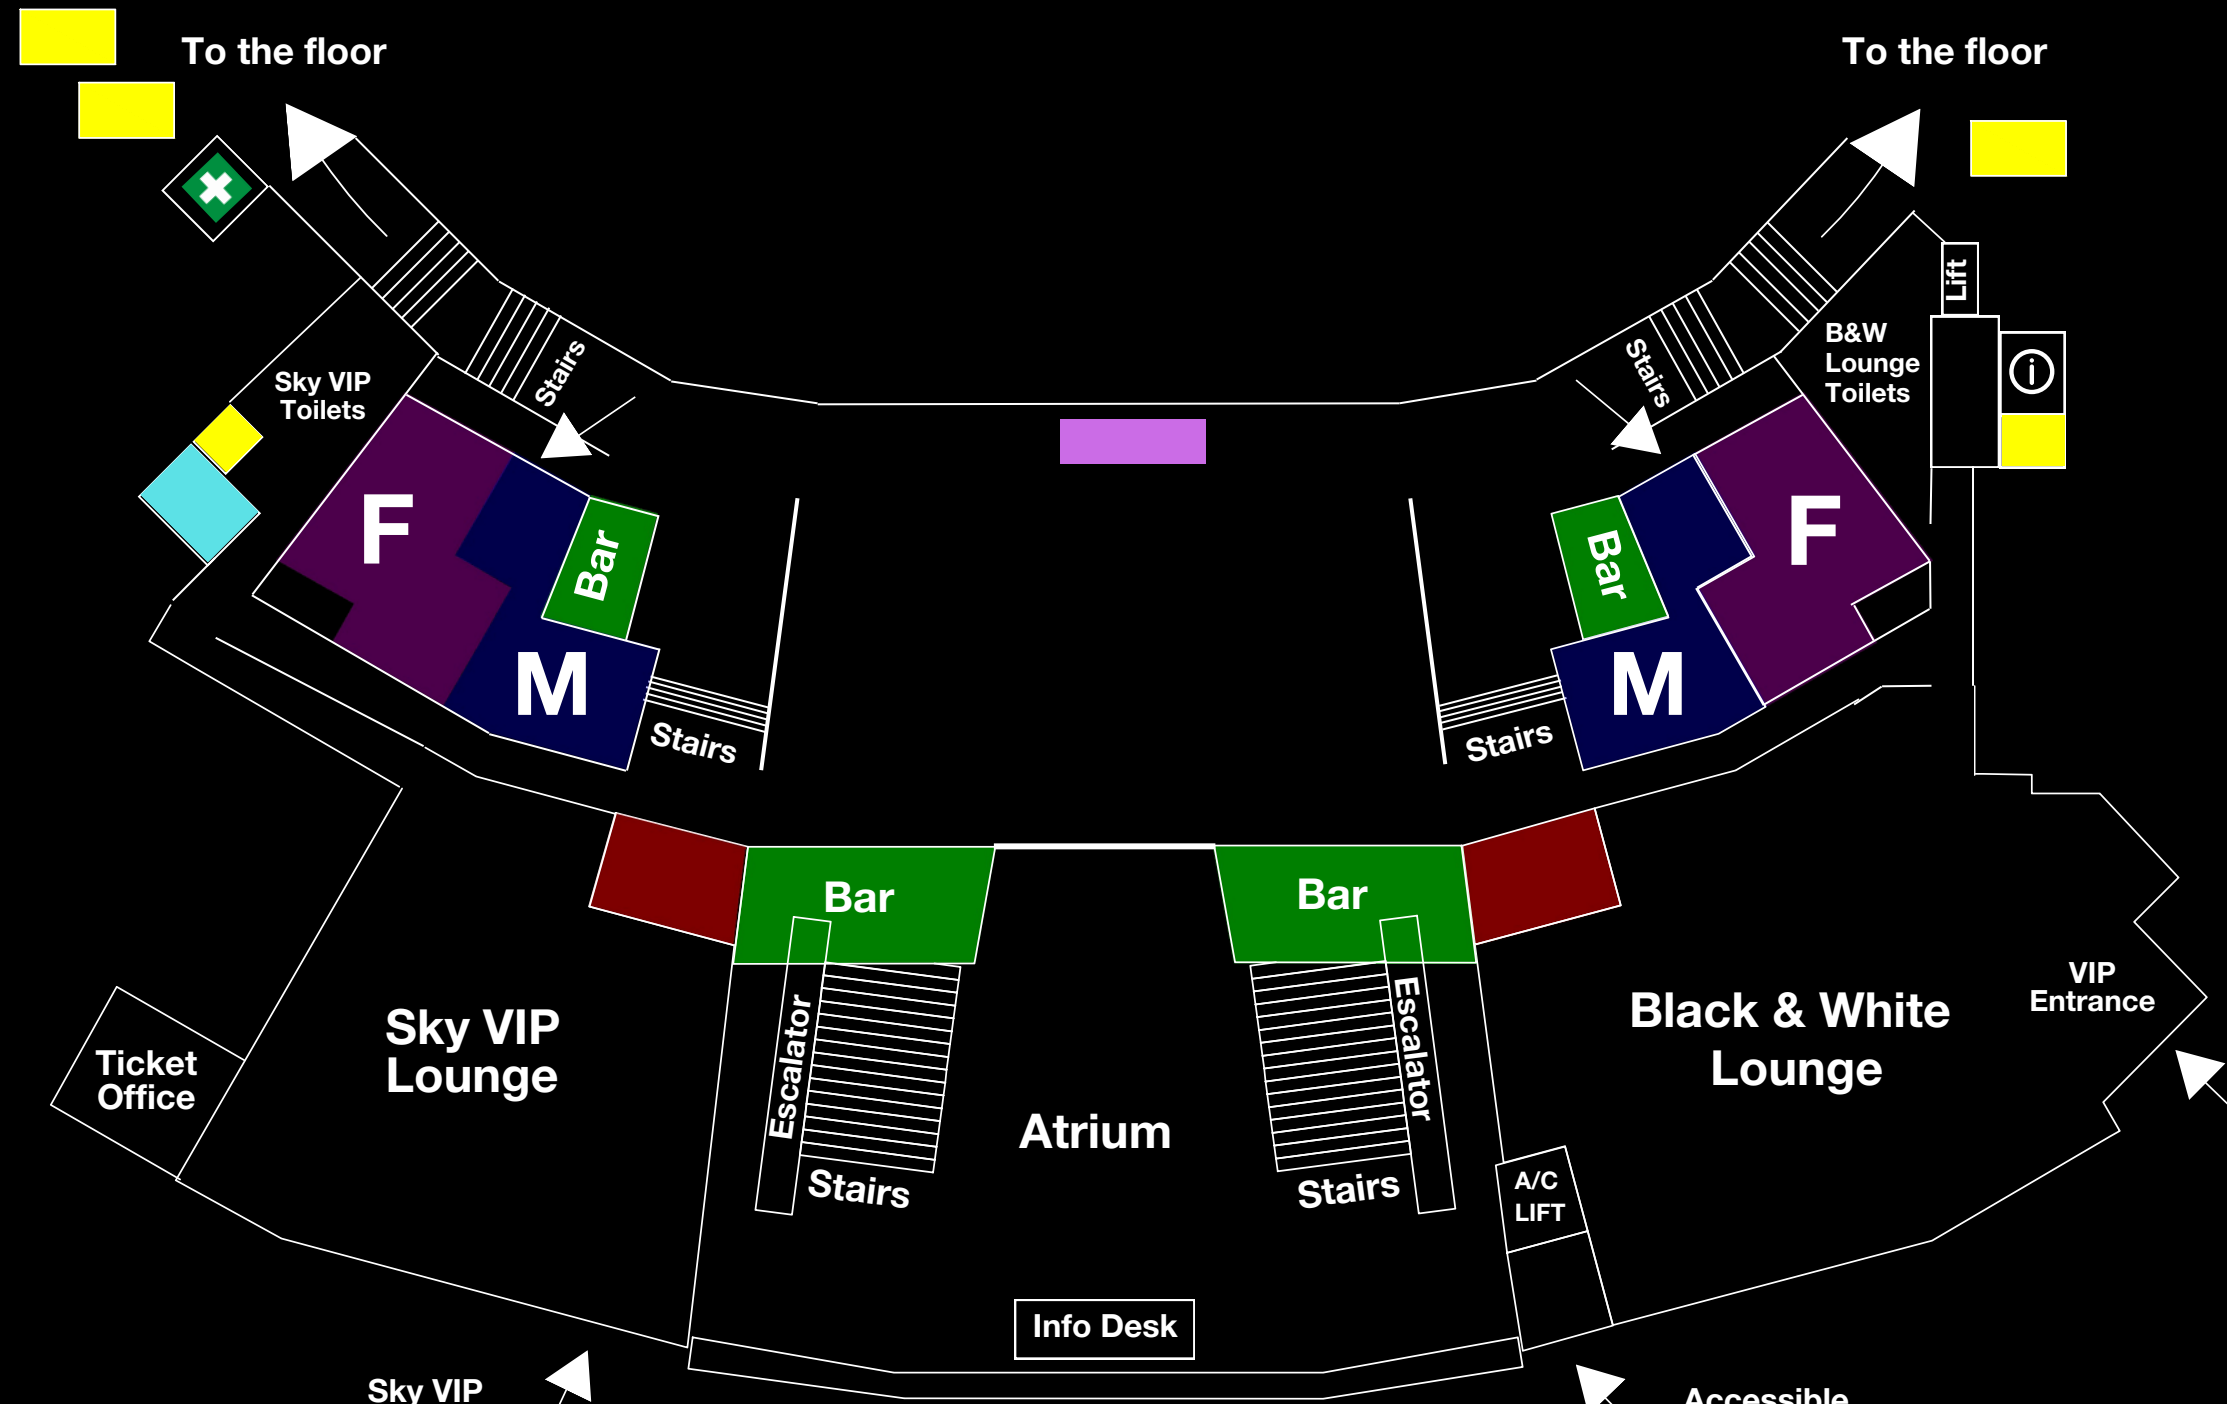 To the floor
To the floor
Lift
Stairs
Stairs
B&W
Lounge
Toilets
Sky VIP
Toilets
i
F
Bar
M
Stairs
Bar
F
M
Stairs
Bar
Bar
Escalator
Escalator
Stairs
Stairs
Sky VIP
Lounge
Ticket
Office
Atrium
Black & White
Lounge
VIP
Entrance
A/C
LIFT
Info Desk
Sky VIP
Accessible